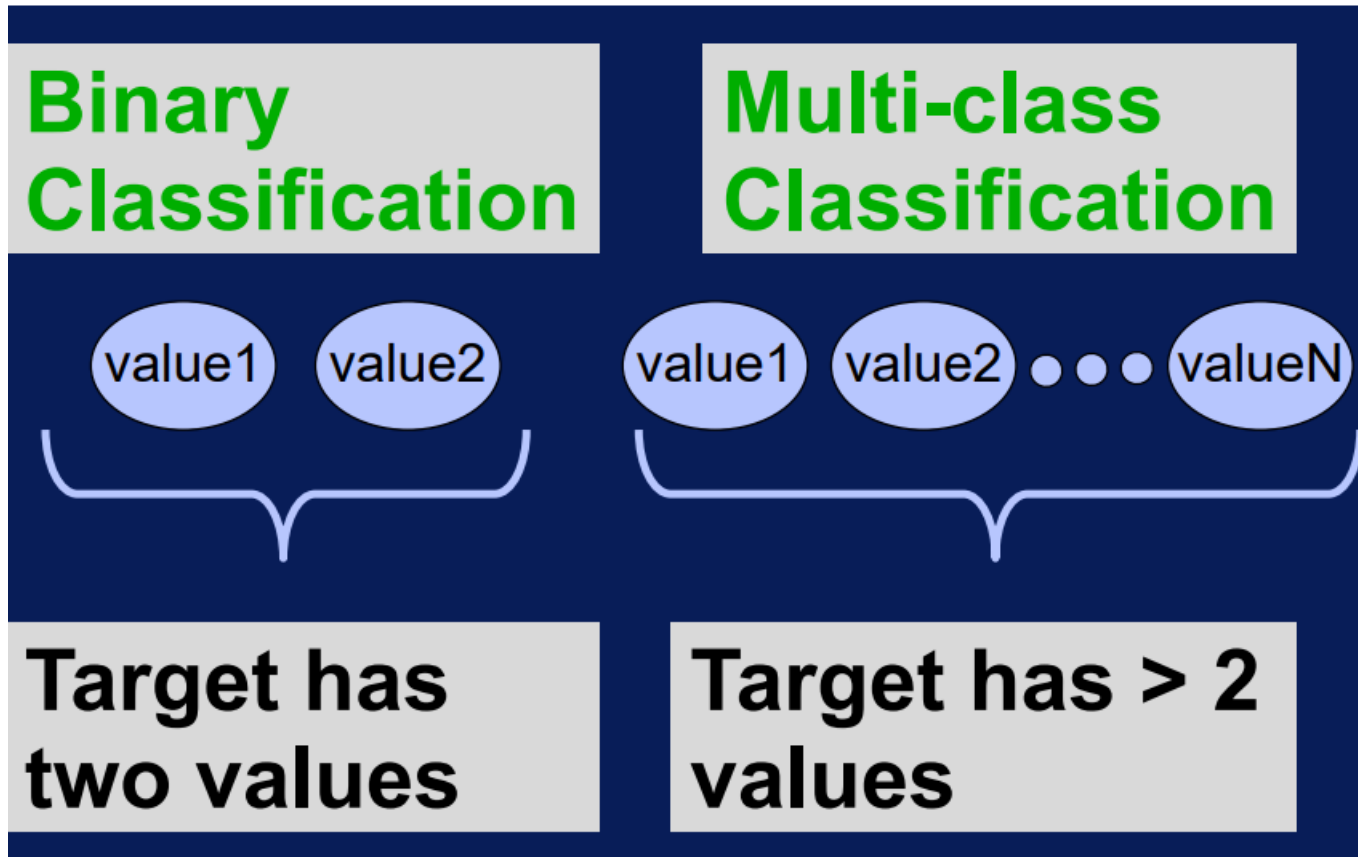 Binary
Classification
Multi-class
Classification
value1 value2
value1 value2 valueN
Target has
two values
Target has > 2
values